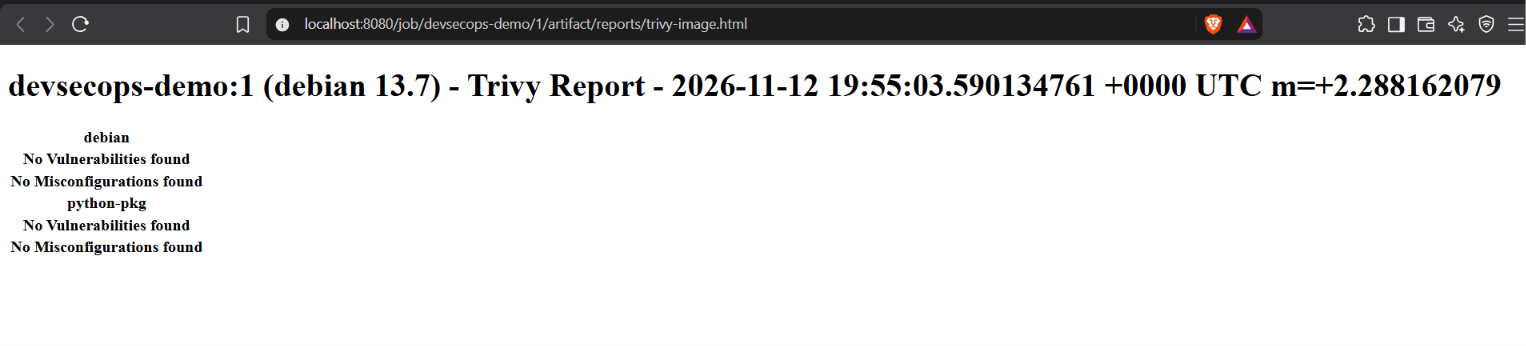 localhost:8080/job/devsecops-demo/1/artifact/reports/trivy-image.html
devsecops-demo:1 (debian 13.7) - Trivy Report - 2026-11-12 19:55:03.590134761 +0000 UTC m=+2.288162079
debian
No Vulnerabilities found
No Misconfigurations found
python-pkg
No Vulnerabilities found
No Misconfigurations found